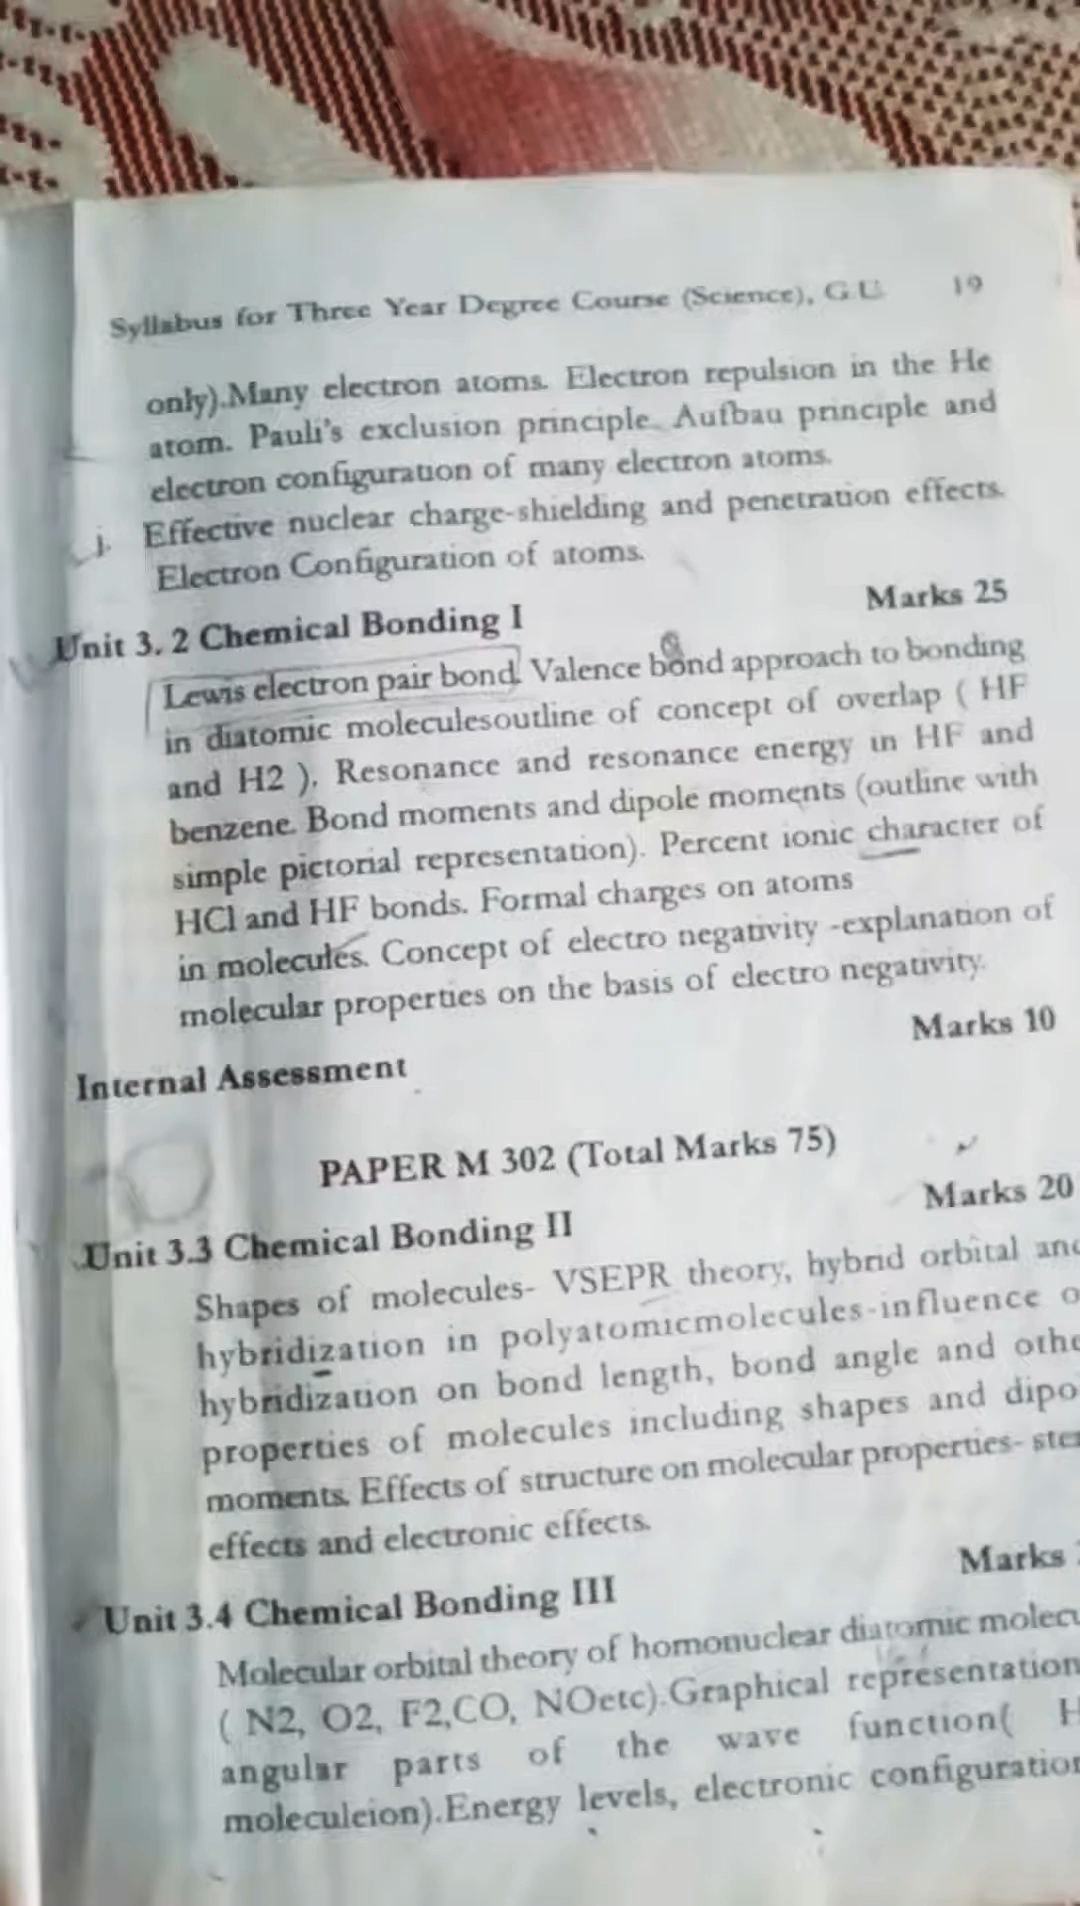 Syllabus for Three Year Degree Course (Science), G.U. 19
only).Many electron atoms. Electron repulsion in the He
atom. Pauli's exclusion principle. Aufbau principle and
electron configuration of many electron atoms.
Effective nuclear charge-shielding and penetration effects.
Electron Configuration of atoms.
Unit 3. 2 Chemical Bonding I Marks 25
Lewis electron pair bond. Valence bond approach to bonding
in diatomic moleculesoutline of concept of overlap ( HF
and H2 ). Resonance and resonance energy in HF and
benzene. Bond moments and dipole moments (outline with
simple pictorial representation). Percent ionic character of
HCl and HF bonds. Formal charges on atoms
in molecules. Concept of electro negativity -explanation of
molecular properties on the basis of electro negativity.
Internal Assessment Marks 10
PAPER M 302 (Total Marks 75)
Unit 3.3 Chemical Bonding II Marks 20
Shapes of molecules- VSEPR theory, hybrid orbital and
hybridization in polyatomicmolecules-influence o
hybridization on bond length, bond angle and othe
properties of molecules including shapes and dipo
moments. Effects of structure on molecular properties- ste
effects and electronic effects.
Unit 3.4 Chemical Bonding III Marks
Molecular orbital theory of homonuclear diatomic molecu
( N2, O2, F2,CO, NOetc).Graphical representation
angular parts of the wave function( H
moleculeion).Energy levels, electronic configuration